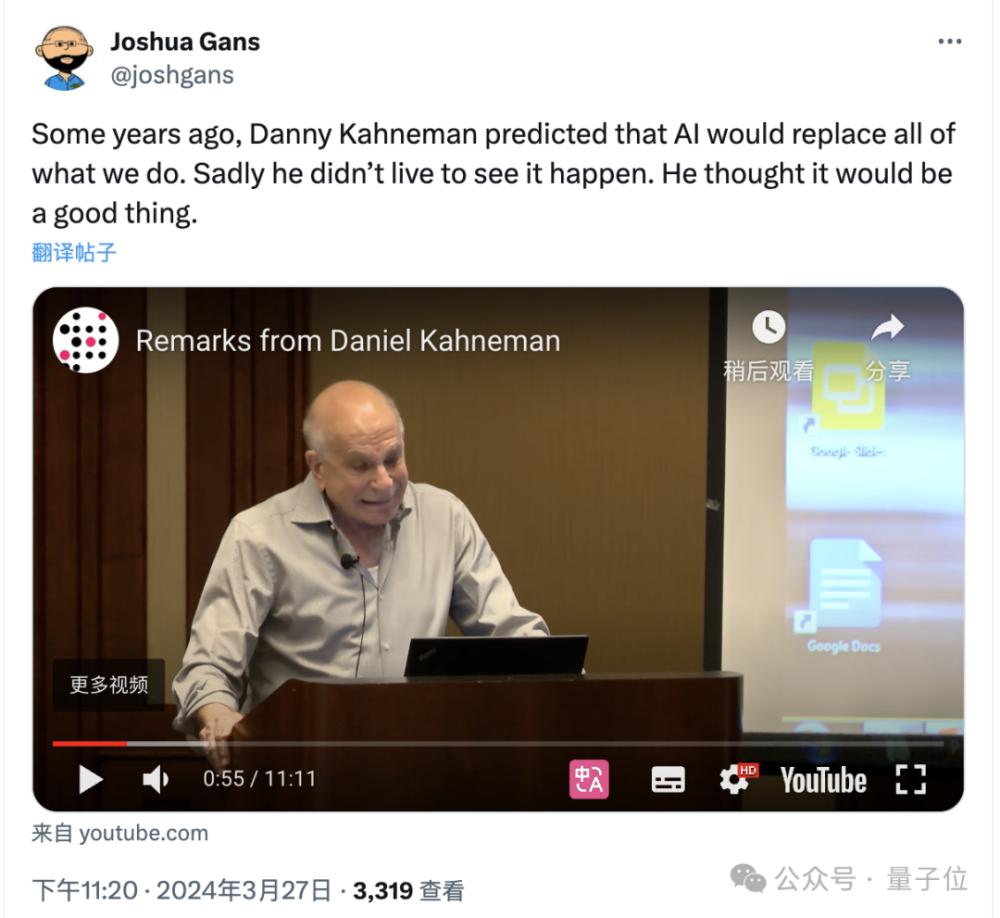 Joshua Gans
@joshgans
Some years ago, Danny Kahneman predicted that AI would replace all of
what we do. Sadly he didn’t live to see it happen. He thought it would be
a good thing.
翻译帖子
Remarks from Daniel Kahneman
稍后观看
分享
Google Slides
Google Docs
更多视频
0:55 / 11:11
中A
HD
YouTube
来自 youtube.com
下午11:20 · 2024年3月27日 · 3,319 查看
公众号 · 量子位